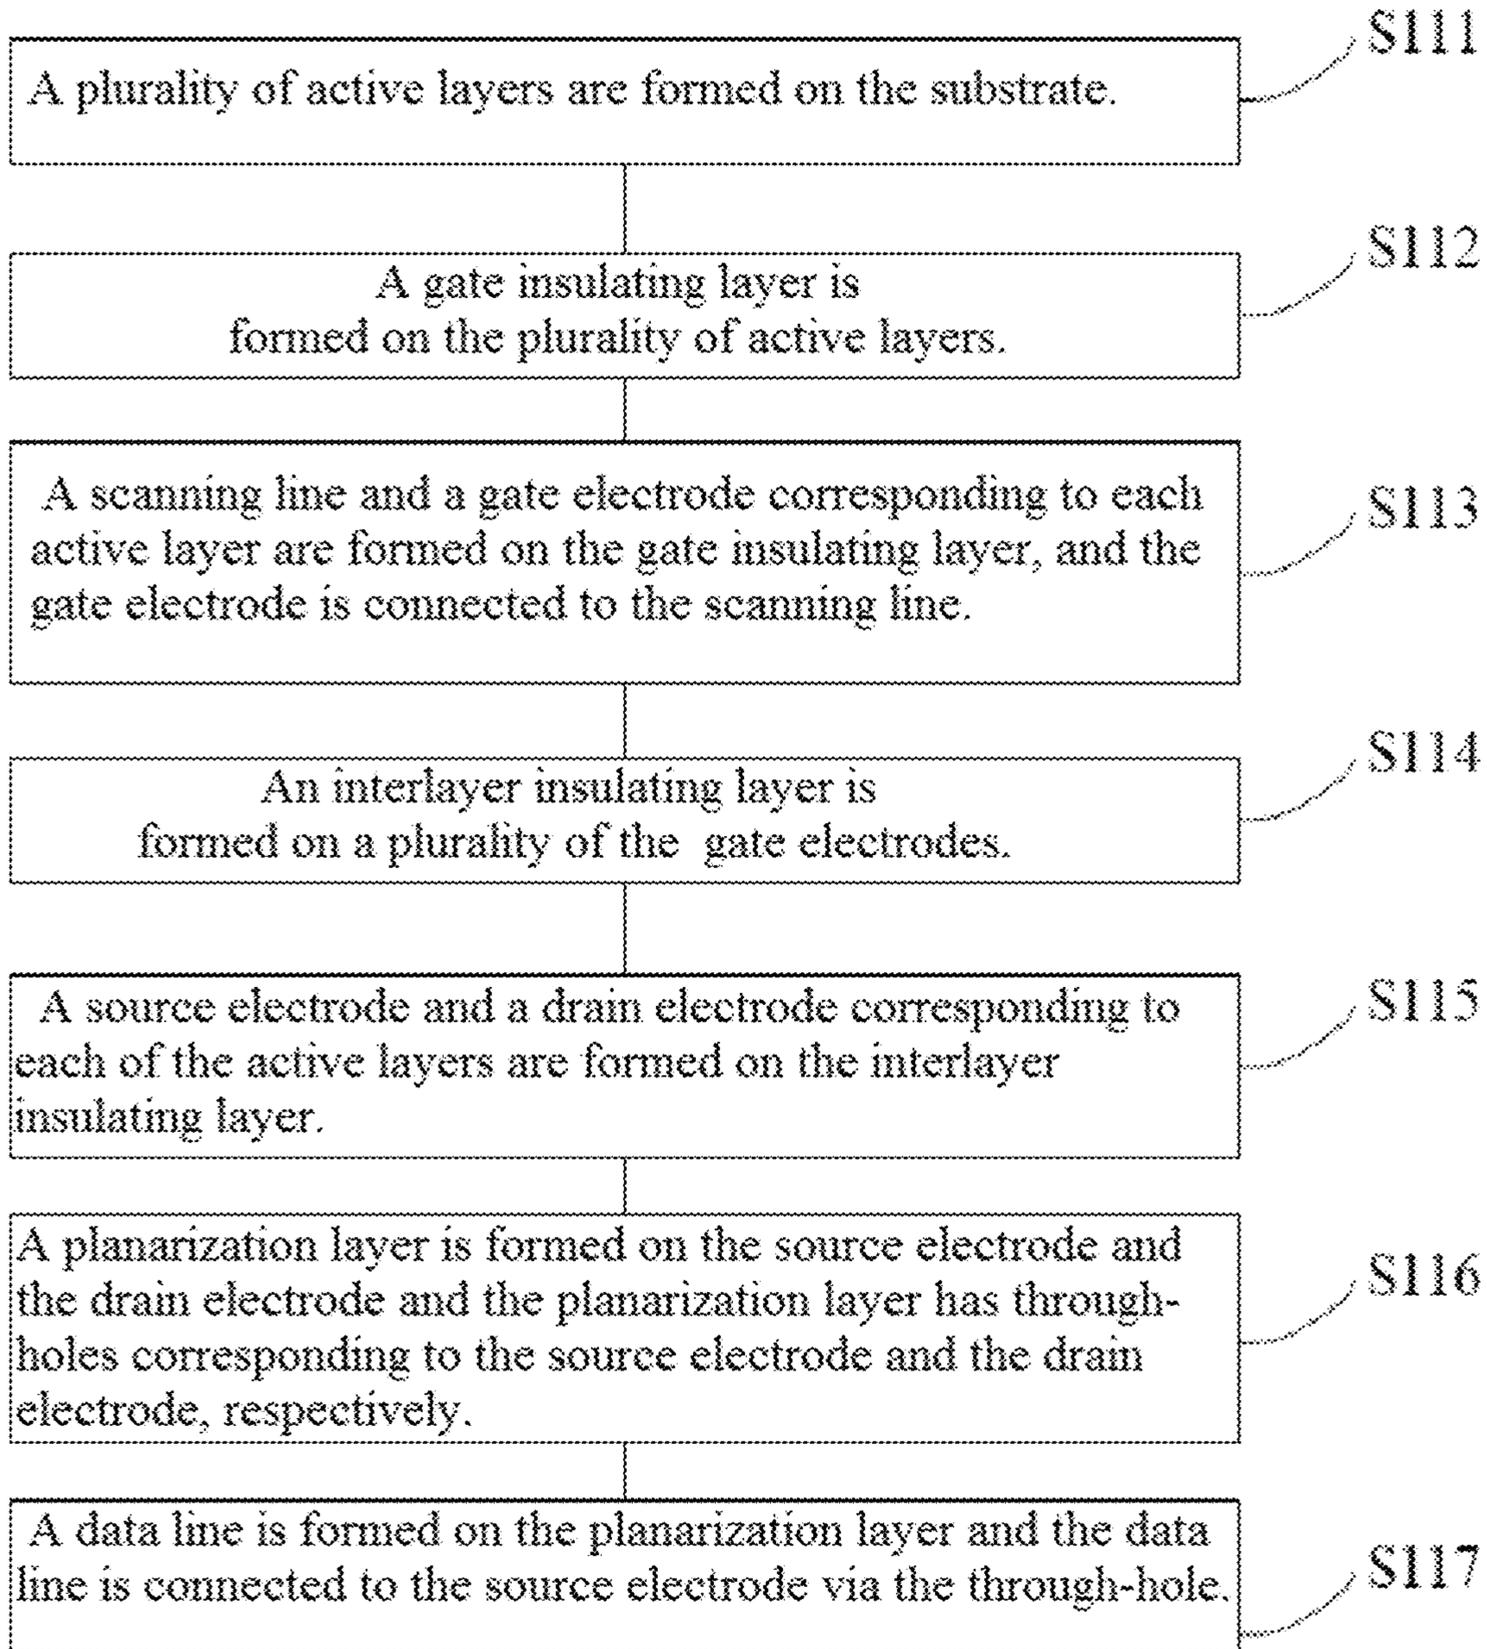 S111
A plurality of active layers are formed on the substrate.
S112
A gate insulating layer is
formed on the plurality of active layers.
S113
A scanning line and a gate electrode corresponding to each
active layer are formed on the gate insulating layer, and the
gate electrode is connected to the scanning line.
S114
An interlayer insulating layer is
formed on a plurality of the gate electrodes.
S115
A source electrode and a drain electrode corresponding to
each of the active layers are formed on the interlayer
insulating layer.
S116
A planarization layer is formed on the source electrode and
the drain electrode and the planarization layer has through-
holes corresponding to the source electrode and the drain
electrode, respectively.
S117
A data line is formed on the planarization layer and the data
line is connected to the source electrode via the through-hole.